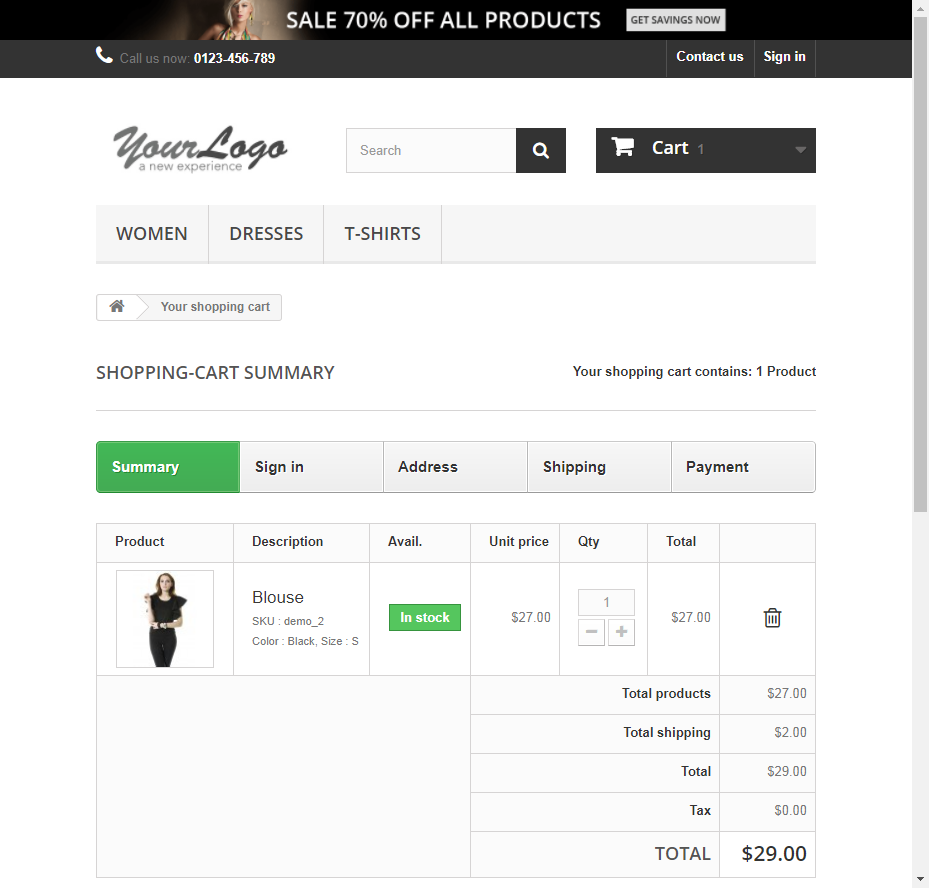 SALE 70% OFF ALL PRODUCTS GET SAVINGS NOW
Call us now: 0123-456-789 Contact us Sign in
YourLogo
a new experience
Search
Cart 1
WOMEN DRESSES T-SHIRTS
Your shopping cart
SHOPPING-CART SUMMARY Your shopping cart contains: 1 Product
Summary Sign in Address Shipping Payment
Product Description Avail. Unit price Qty Total
Blouse
SKU : demo_2
Color : Black, Size : S
In stock
$27.00
1
$27.00
Total products $27.00
Total shipping $2.00
Total $29.00
Tax $0.00
TOTAL $29.00